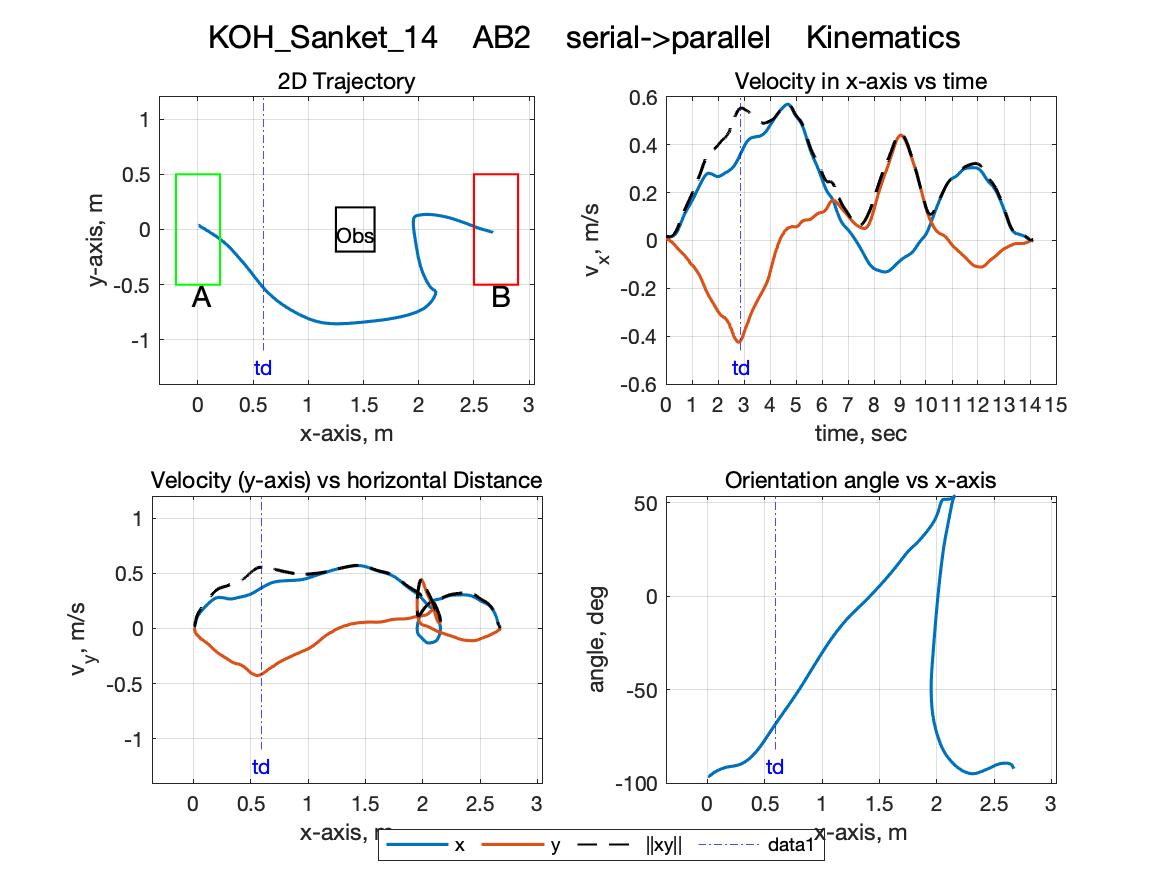 KOH_Sanket_14 AB2 serial->parallel Kinematics
2D Trajectory
1
0.5
0
-0.5
-1
y-axis, m
A
Obs
B
td
0 0.5 1 1.5 2 2.5 3
x-axis, m
Velocity in x-axis vs time
0.6
0.4
0.2
0
-0.2
-0.4
-0.6
v_x, m/s
td
0 1 2 3 4 5 6 7 8 9 10 11 12 13 14 15
time, sec
Velocity (y-axis) vs horizontal Distance
1
0.5
0
-0.5
-1
v_y, m/s
td
0 0.5 1 1.5 2 2.5 3
x-axis, m
Orientation angle vs x-axis
50
0
-50
-100
angle, deg
td
0 0.5 1 1.5 2 2.5 3
x-axis, m
x y ||xy|| data1